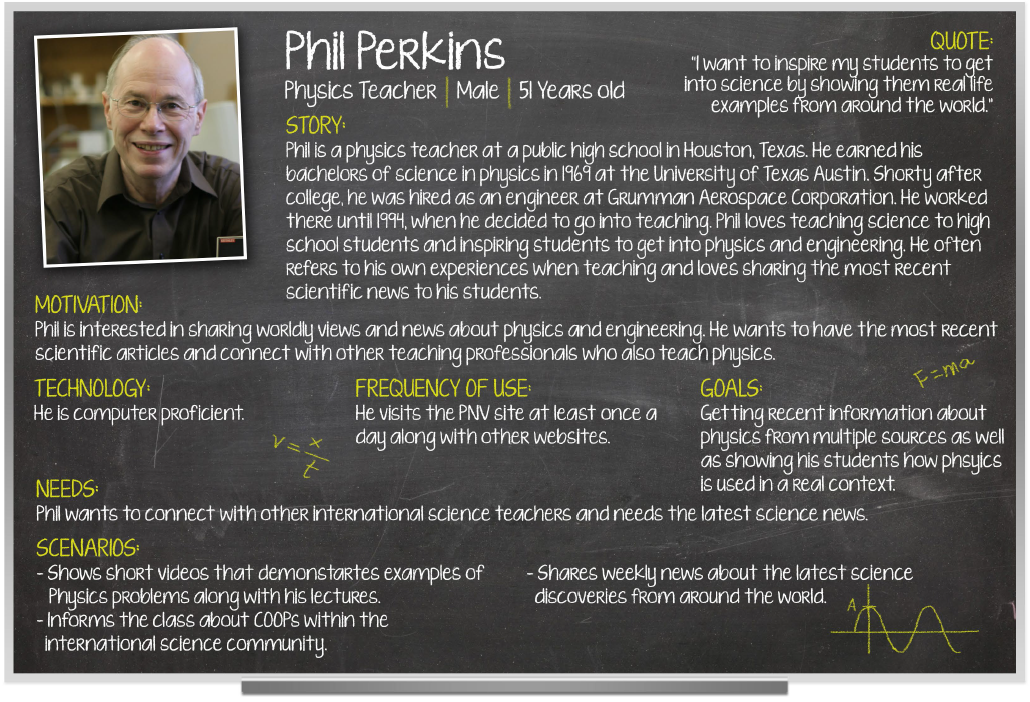 Phil Perkins
Physics Teacher | Male | 51 Years old
QUOTE:
"I want to inspire my students to get
into science by showing them real life
examples from around the world."
STORY:
Phil is a physics teacher at a public high school in Houston, Texas. He earned his
bachelors of science in physics in 1969 at the University of Texas Austin. Shorty after
college, he was hired as an engineer at Grumman Aerospace Corporation. He worked
there until 1994, when he decided to go into teaching. Phil loves teaching science to high
school students and inspiring students to get into physics and engineering. He often
refers to his own experiences when teaching and loves sharing the most recent
scientific news to his students.
MOTIVATION:
Phil is interested in sharing worldly views and news about physics and engineering. He wants to have the most recent
scientific articles and connect with other teaching professionals who also teach physics.
F=ma
TECHNOLOGY:
He is computer proficient.
v = x
t
FREQUENCY OF USE:
He visits the PNV site at least once a
day along with other websites.
GOALS:
Getting recent information about
physics from multiple sources as well
as showing his students how phsyics
is used in a real context.
NEEDS:
Phil wants to connect with other international science teachers and needs the latest science news.
SCENARIOS:
- Shows short videos that demonstartes examples of
Physics problems along with his lectures.
- Informs the class about COOPs within the
international science community.
- Shares weekly news about the latest science
discoveries from around the world.
A